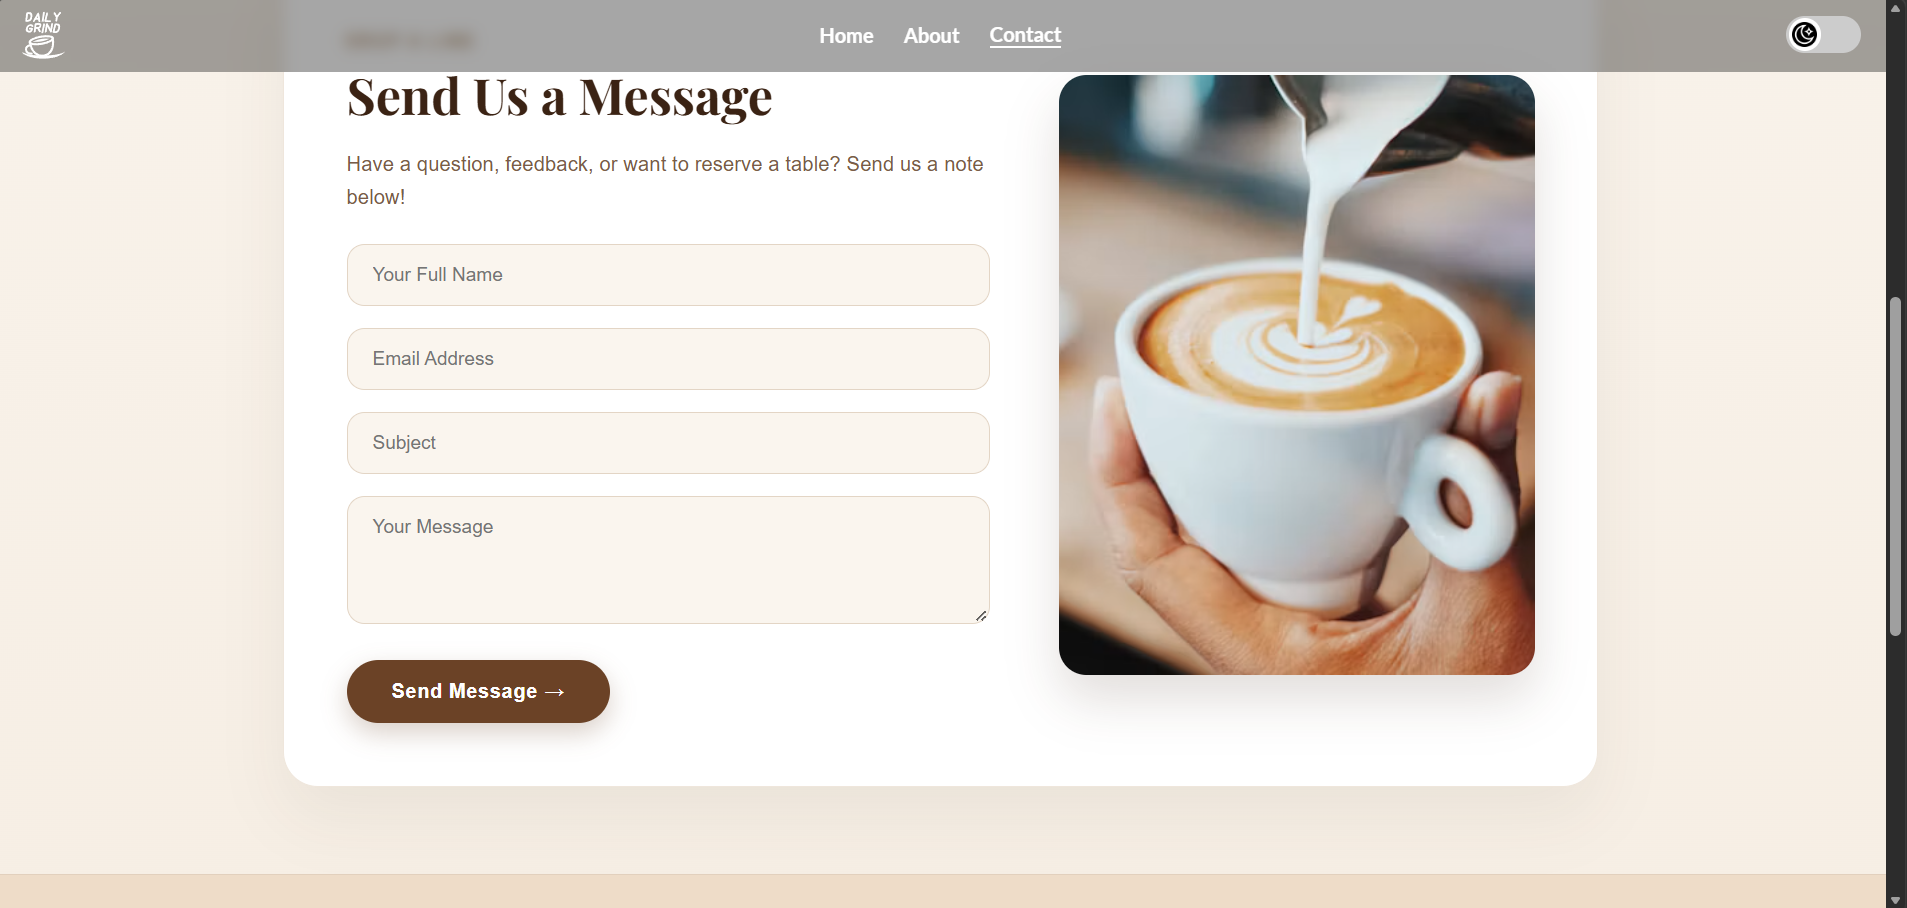 DAILY
GRIND
Home
About
Contact
Send Us a Message
Have a question, feedback, or want to reserve a table? Send us a note
below!
Your Full Name
Email Address
Subject
Your Message
Send Message →